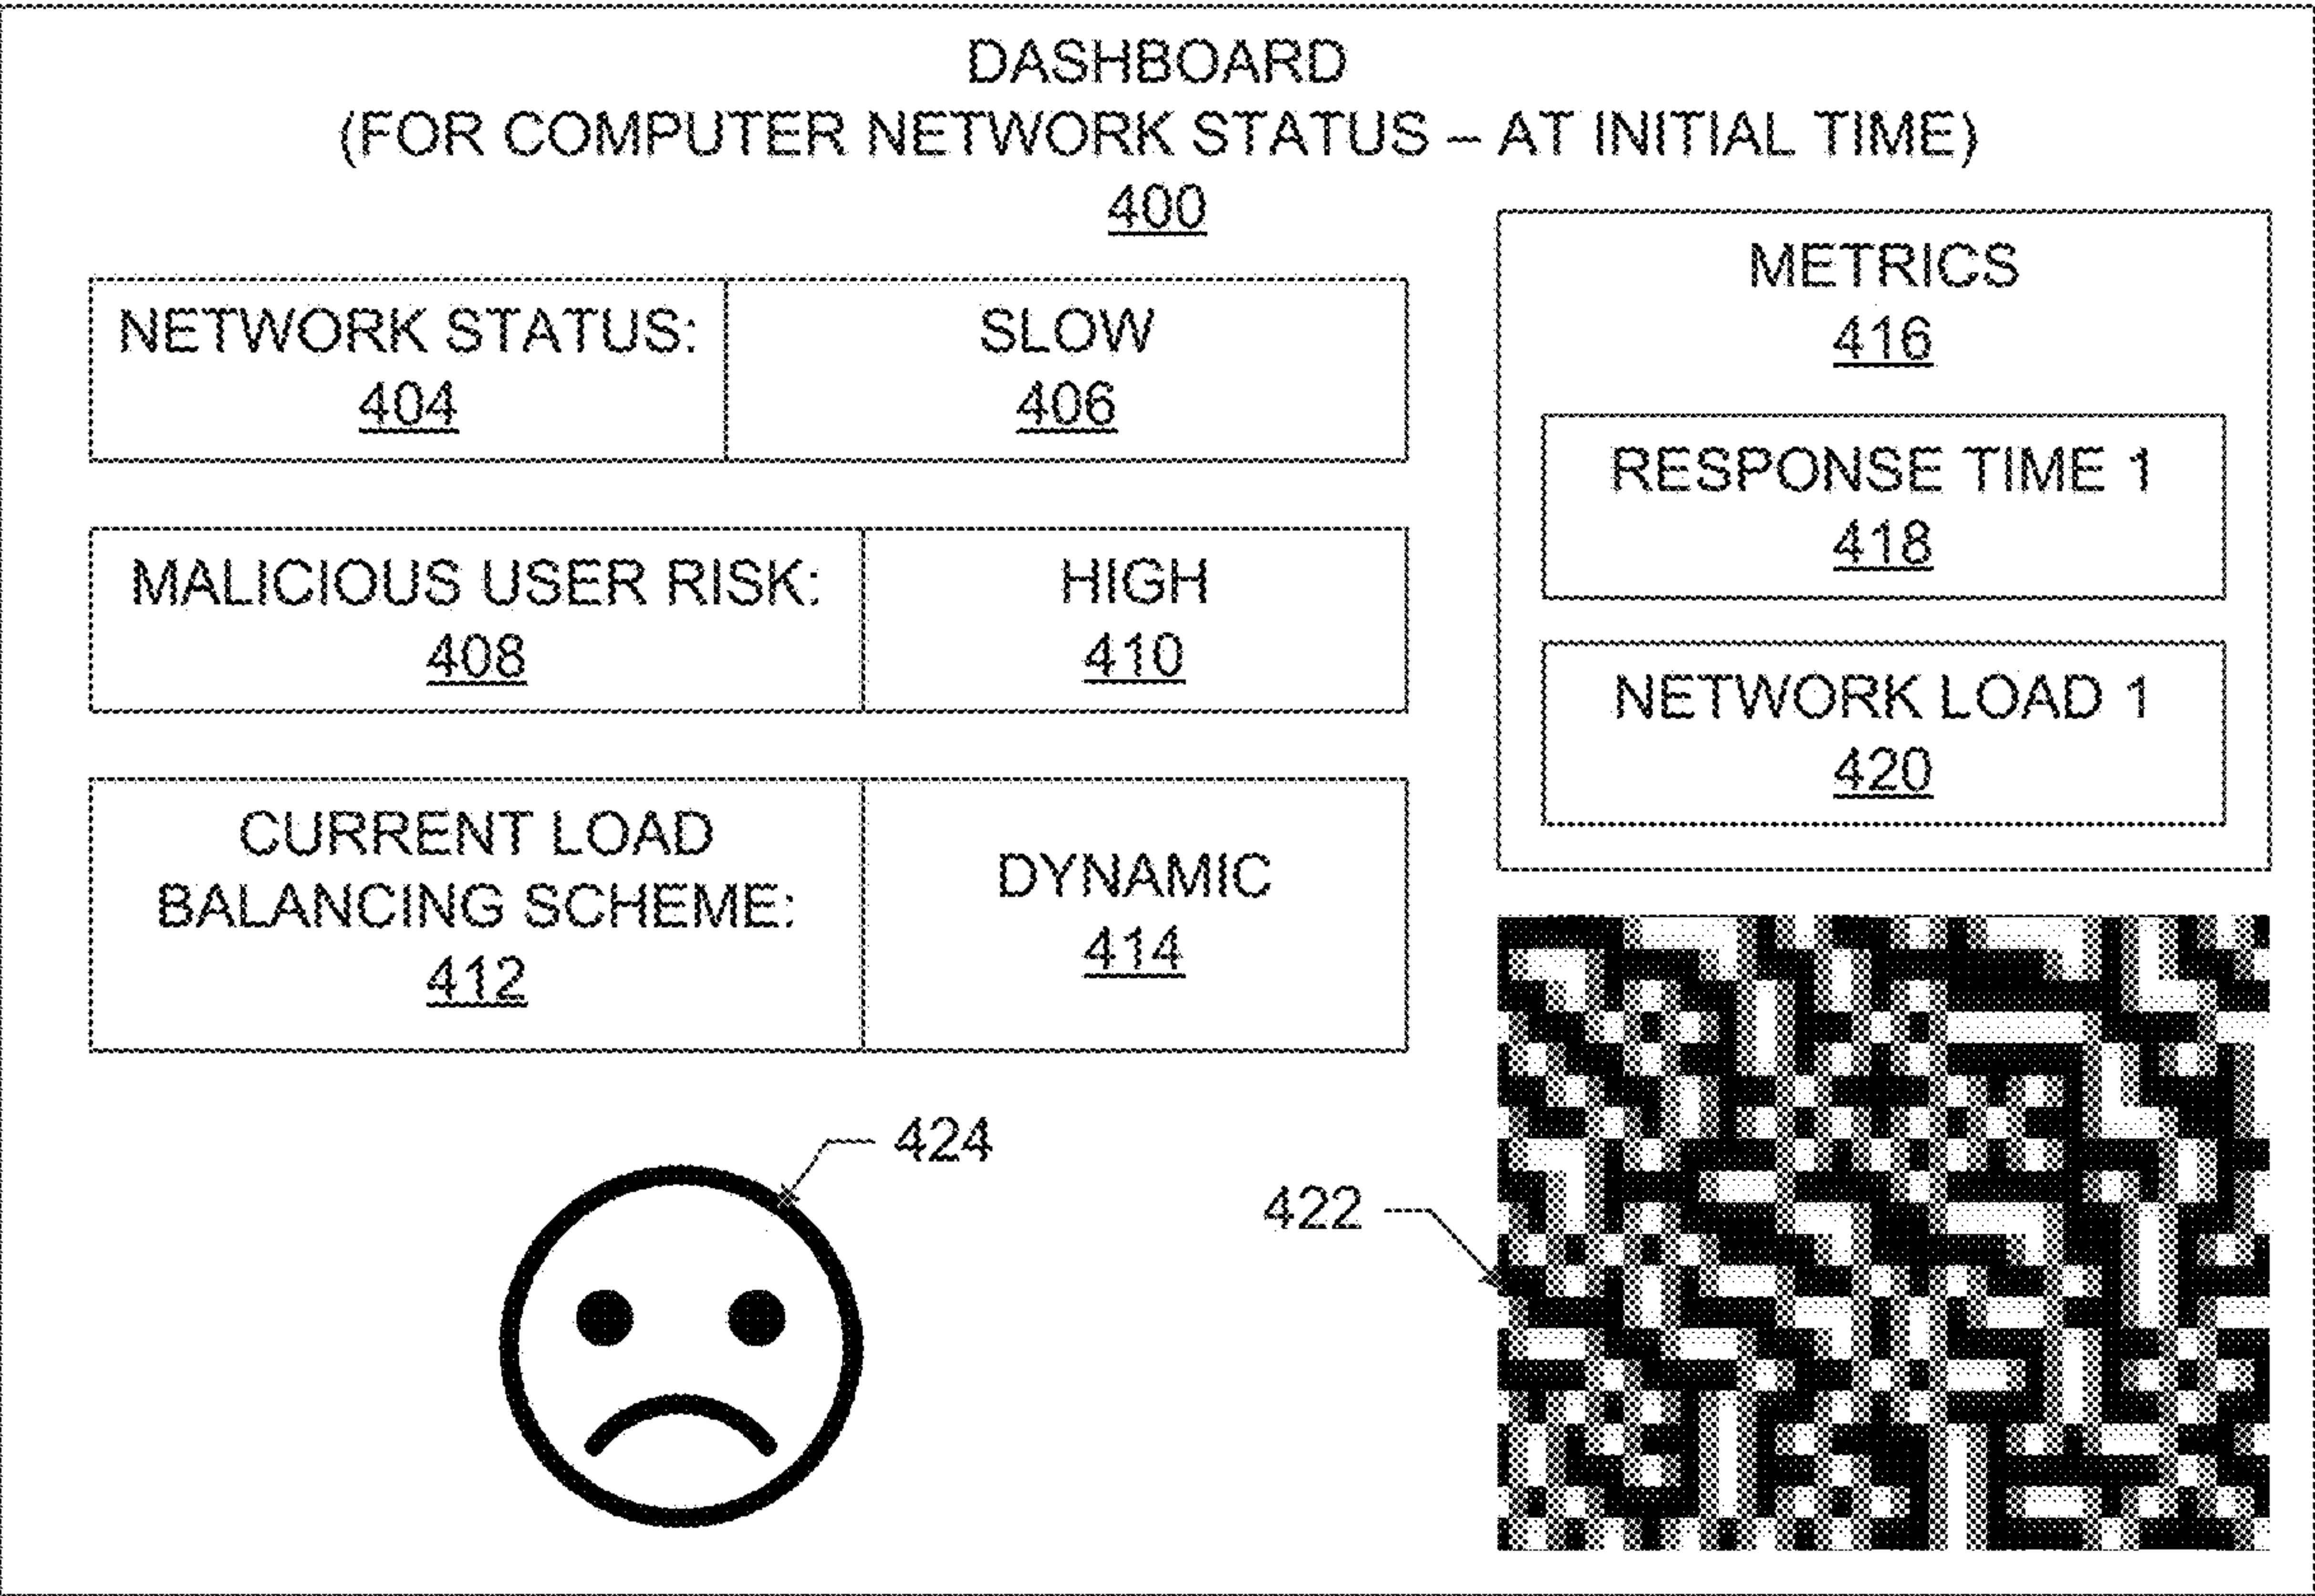 DASHBOARD
(FOR COMPUTER NETWORK STATUS – AT INITIAL TIME)
400
NETWORK STATUS:
404
SLOW
406
MALICIOUS USER RISK:
408
HIGH
410
CURRENT LOAD
BALANCING SCHEME:
412
DYNAMIC
414
METRICS
416
RESPONSE TIME 1
418
NETWORK LOAD 1
420
424
422